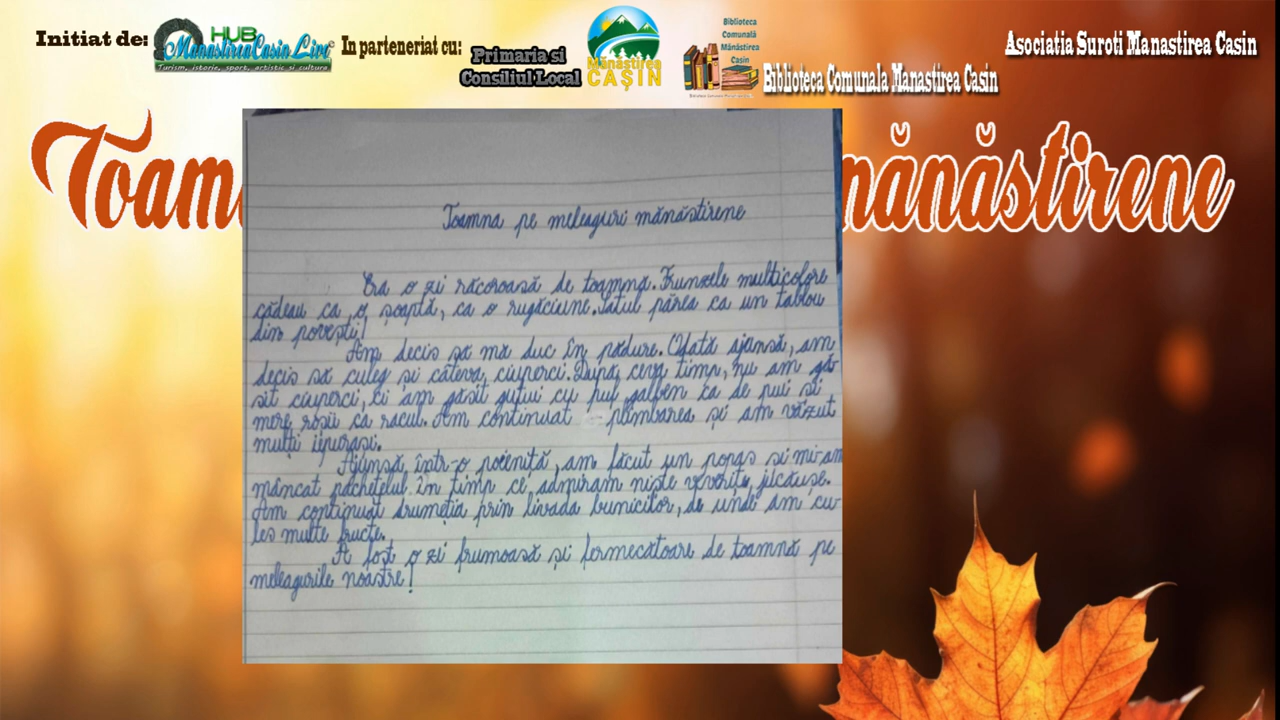 Initiat de:
HUB
ManastireaCasin Live
Turism, istorie, sport, artistic si cultura
In parteneriat cu:
Primaria si
Consiliul Local
Mănăstirea
CAȘIN
Biblioteca
Comunală
Mănăstirea
Casin
Biblioteca Comunala Manastirea Casin
Asociatia Suroti Manastirea Casin
Toamn
mănăstirene
Toamna pe meleaguri mănăstirene
Era o zi răcoroasă de toamnă. Frunzele multicolore
cădeau ca o șoaptă, ca o rugăciune. Satul părea ca un tablou
din povești!
Am decis să mă duc în pădure. Odată ajunsă, am
decis să culeg și câteva ciuperci. După ceva timp, nu am gă-
sit ciuperci, ci am găsit gutui cu puf galben ca de pui si
mere roșii ca racul. Am continuat plimbarea și am văzut
mulți iepurași.
Ajunsă într-o poieniță, am făcut un popas si mi-am
mâncat pachețelul în timp ce admiram niște veverițe jucăușe.
Am continuat drumeția prin livada bunicilor, de unde am cu-
les multe fructe.
A fost o zi frumoasă și fermecătoare de toamnă pe
meleagurile noastre!